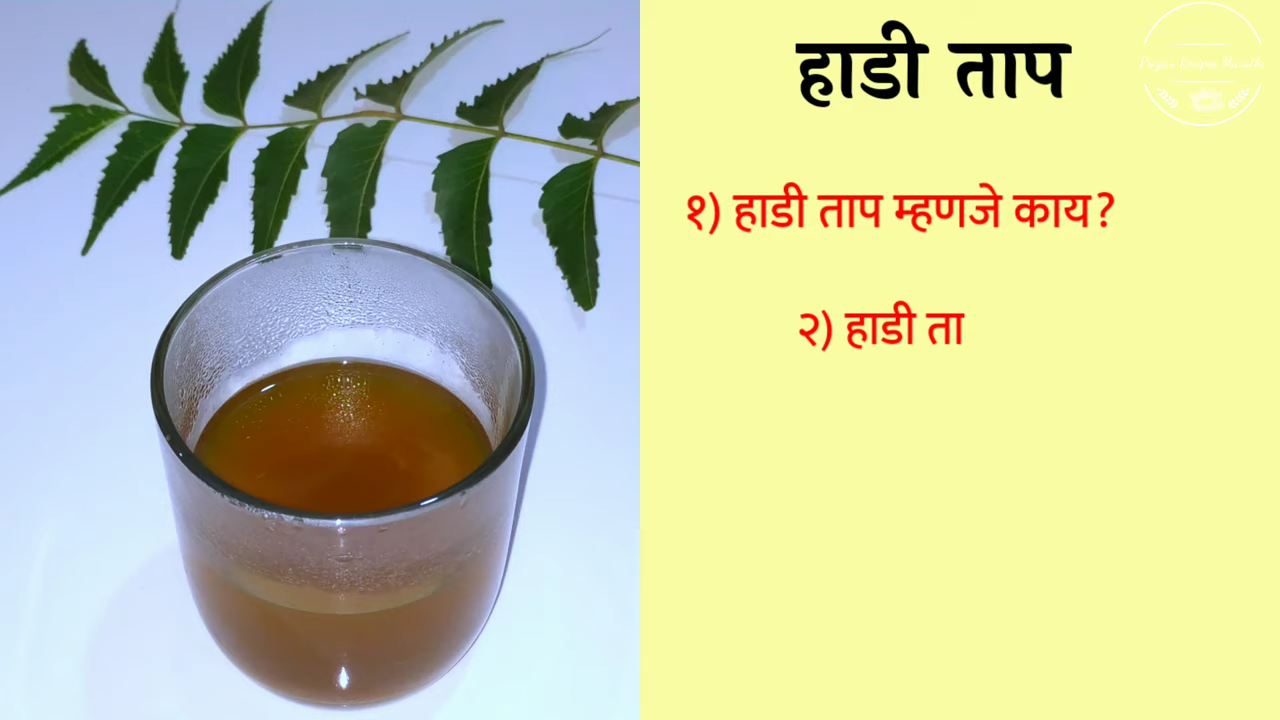 हाडी ताप
१) हाडी ताप म्हणजे काय?
२) हाडी ता